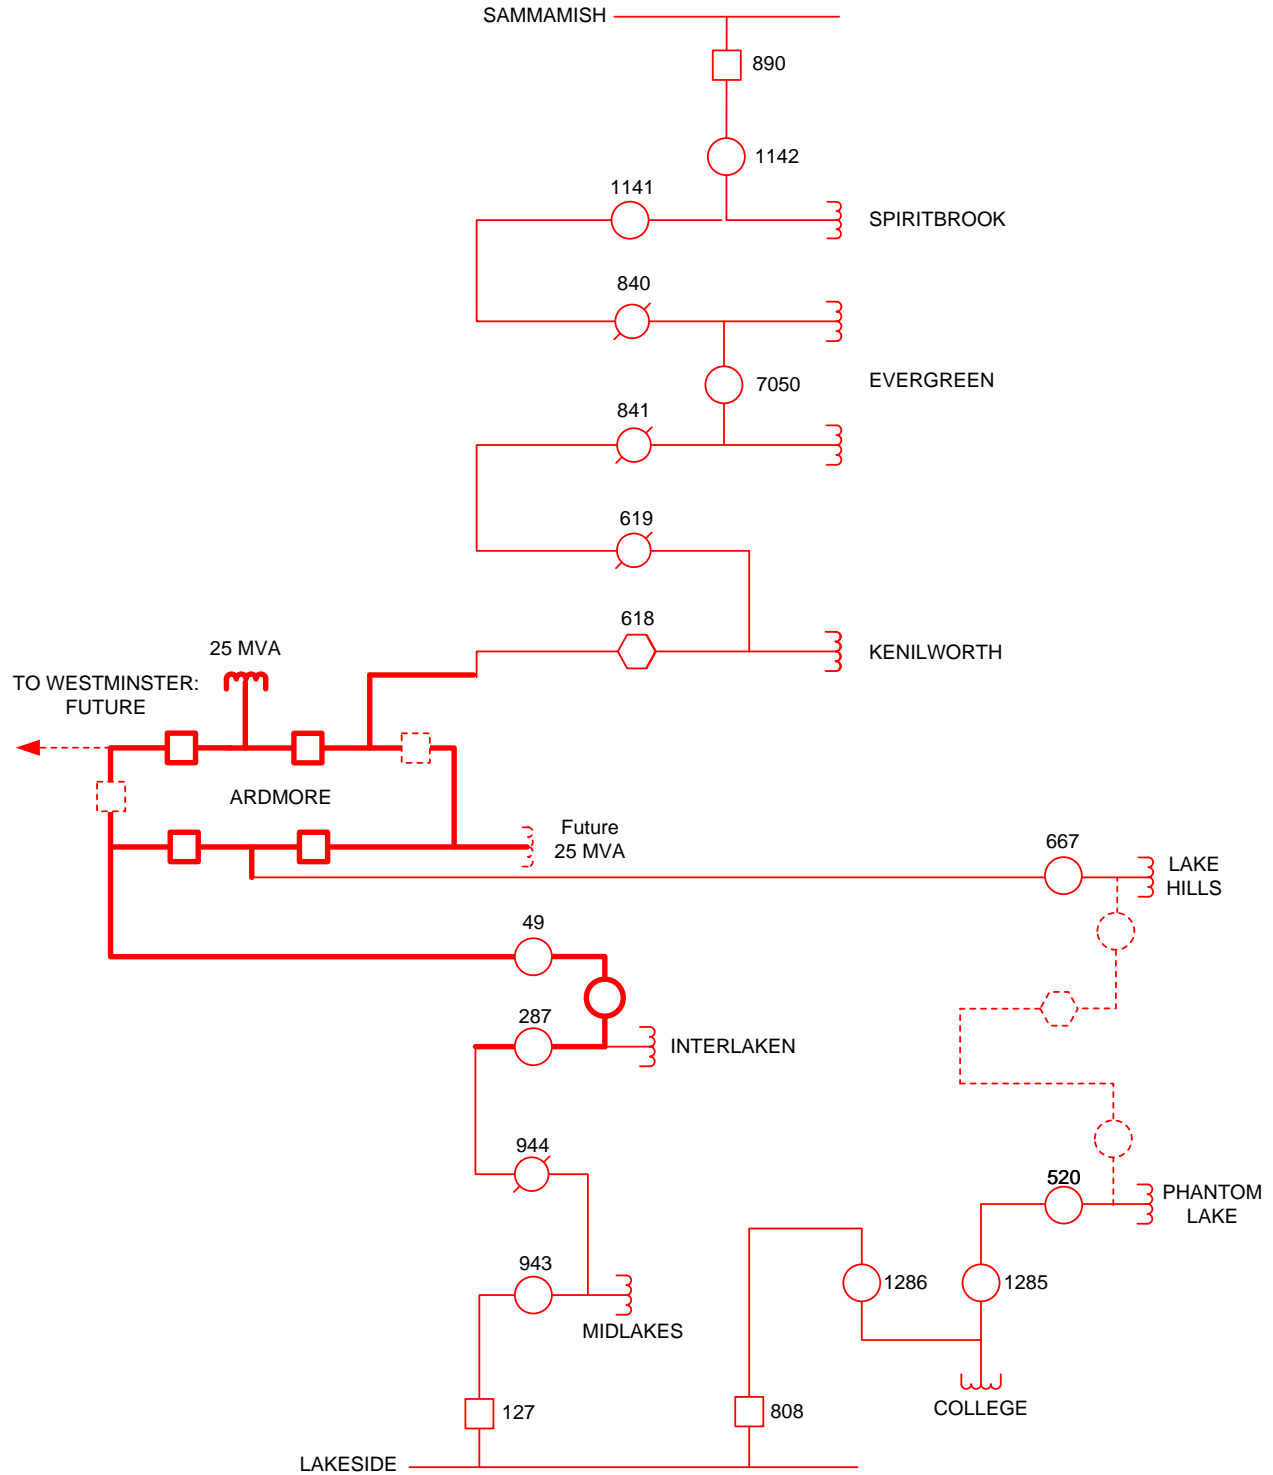 SAMMAMISH
890
1142
1141
SPIRITBROOK
840
EVERGREEN
7050
841
619
618
KENILWORTH
25 MVA
TO WESTMINSTER:
FUTURE
ARDMORE
Future
25 MVA
667
LAKE
HILLS
49
287
INTERLAKEN
944
520
PHANTOM
LAKE
943
1286
1285
MIDLAKES
127
808
COLLEGE
LAKESIDE